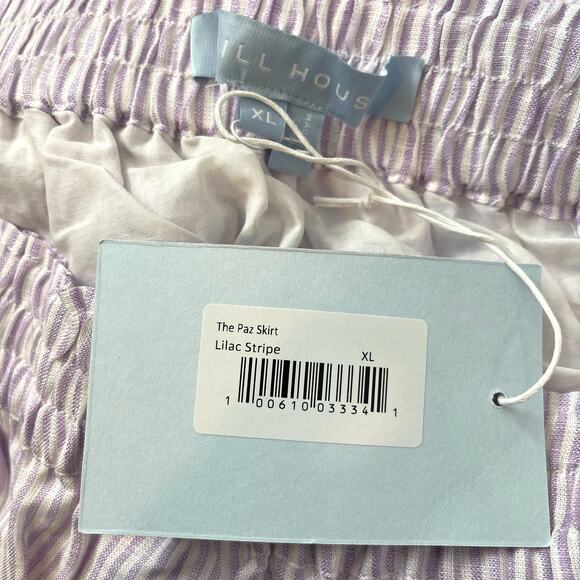 ILL HOUS
XL
The Paz Skirt
Lilac Stripe XL
1 00610 03334 1